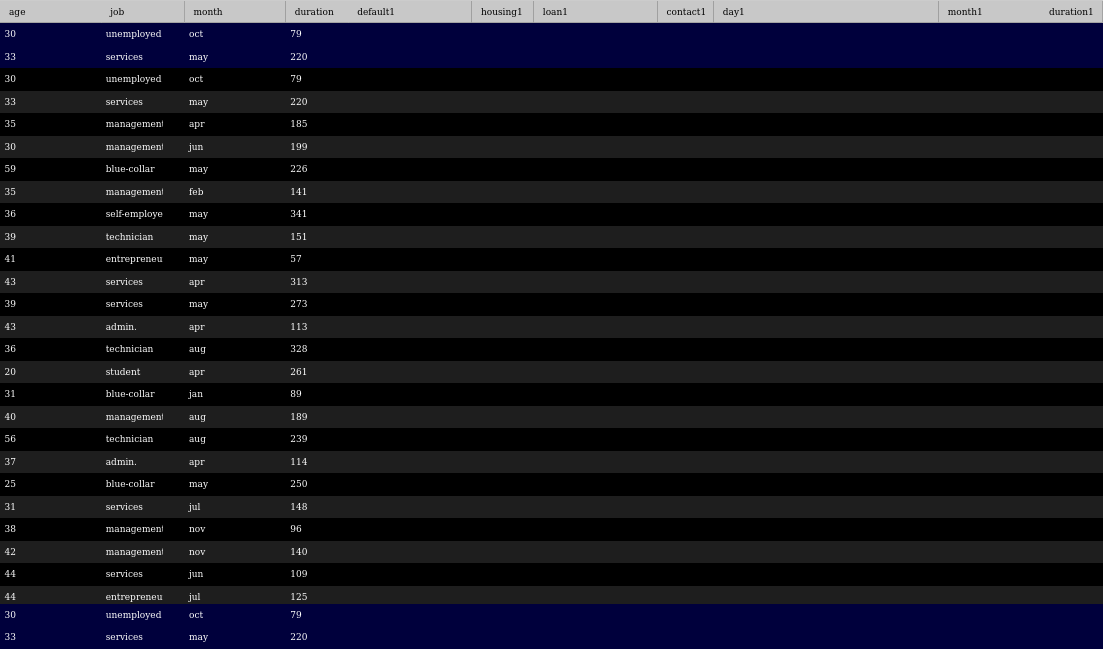 age job month duration default1 housing1 loan1 contact1 day1 month1 duration1
30 unemployed oct 79
33 services may 220
30 unemployed oct 79
33 services may 220
35 management apr 185
30 management jun 199
59 blue-collar may 226
35 management feb 141
36 self-employe may 341
39 technician may 151
41 entrepreneu may 57
43 services apr 313
39 services may 273
43 admin. apr 113
36 technician aug 328
20 student apr 261
31 blue-collar jan 89
40 management aug 189
56 technician aug 239
37 admin. apr 114
25 blue-collar may 250
31 services jul 148
38 management nov 96
42 management nov 140
44 services jun 109
44 entrepreneu jul 125
30 unemployed oct 79
33 services may 220